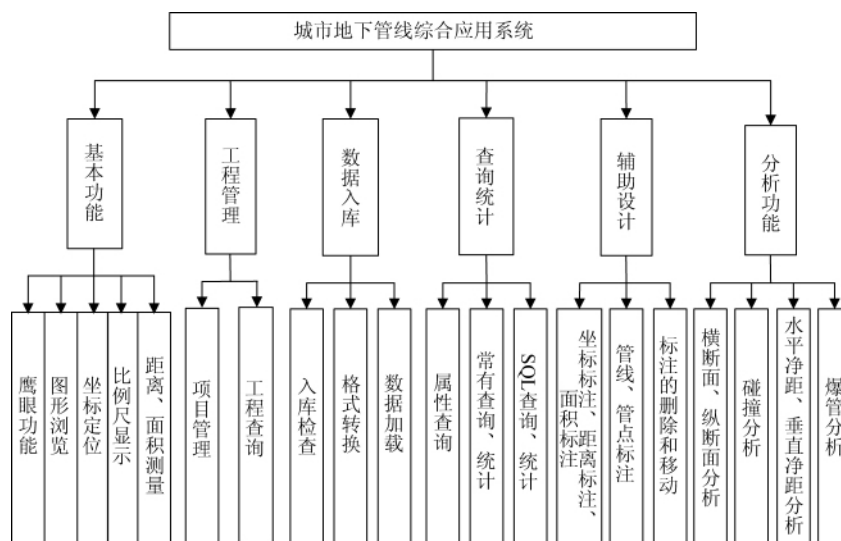 城市地下管线综合应用系统
基本功能
工程管理
数据入库
查询统计
辅助设计
分析功能
鹰眼功能
图形浏览
坐标定位
比例尺显示
距离、面积测量
项目管理
工程查询
入库检查
格式转换
数据加载
属性查询
常有查询、统计
SQL查询、统计
坐标标注、距离标注、
面积标注
管线、管点标注
标注的删除和移动
横断面、纵断面分析
碰撞分析
水平净距、垂直净距分析
爆管分析